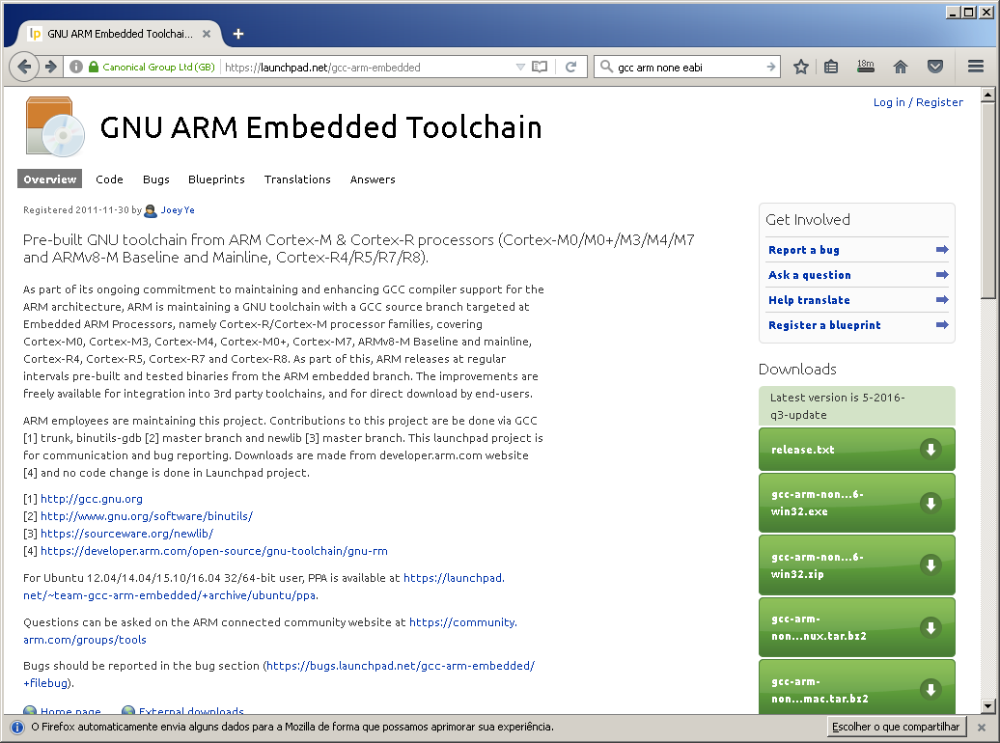 GNU ARM Embedded Toolchai...
Canonical Group Ltd (GB)
https://launchpad.net/gcc-arm-embedded
gcc arm none eabi
18m
Log in / Register
GNU ARM Embedded Toolchain
Overview Code Bugs Blueprints Translations Answers
Registered 2011-11-30 by Joey Ye
Pre-built GNU toolchain from ARM Cortex-M & Cortex-R processors (Cortex-M0/M0+/M3/M4/M7
and ARMv8-M Baseline and Mainline, Cortex-R4/R5/R7/R8).
As part of its ongoing commitment to maintaining and enhancing GCC compiler support for the
ARM architecture, ARM is maintaining a GNU toolchain with a GCC source branch targeted at
Embedded ARM Processors, namely Cortex-R/Cortex-M processor families, covering
Cortex-M0, Cortex-M3, Cortex-M4, Cortex-M0+, Cortex-M7, ARMv8-M Baseline and mainline,
Cortex-R4, Cortex-R5, Cortex-R7 and Cortex-R8. As part of this, ARM releases at regular
intervals pre-built and tested binaries from the ARM embedded branch. The improvements are
freely available for integration into 3rd party toolchains, and for direct download by end-users.
ARM employees are maintaining this project. Contributions to this project are be done via GCC
[1] trunk, binutils-gdb [2] master branch and newlib [3] master branch. This launchpad project is
for communication and bug reporting. Downloads are made from developer.arm.com website
[4] and no code change is done in Launchpad project.
[1] http://gcc.gnu.org
[2] http://www.gnu.org/software/binutils/
[3] https://sourceware.org/newlib/
[4] https://developer.arm.com/open-source/gnu-toolchain/gnu-rm
For Ubuntu 12.04/14.04/15.10/16.04 32/64-bit user, PPA is available at https://launchpad.
net/~team-gcc-arm-embedded/+archive/ubuntu/ppa.
Questions can be asked on the ARM connected community website at https://community.
arm.com/groups/tools
Bugs should be reported in the bug section (https://bugs.launchpad.net/gcc-arm-embedded/
+filebug).
Home page External downloads
Get Involved
Report a bug
Ask a question
Help translate
Register a blueprint
Downloads
Latest version is 5-2016-
q3-update
release.txt
gcc-arm-non...6-
win32.exe
gcc-arm-non...6-
win32.zip
gcc-arm-
non...nux.tar.bz2
gcc-arm-
non...mac.tar.bz2
O Firefox automaticamente envia alguns dados para a Mozilla de forma que possamos aprimorar sua experiência.
Escolher o que compartilhar